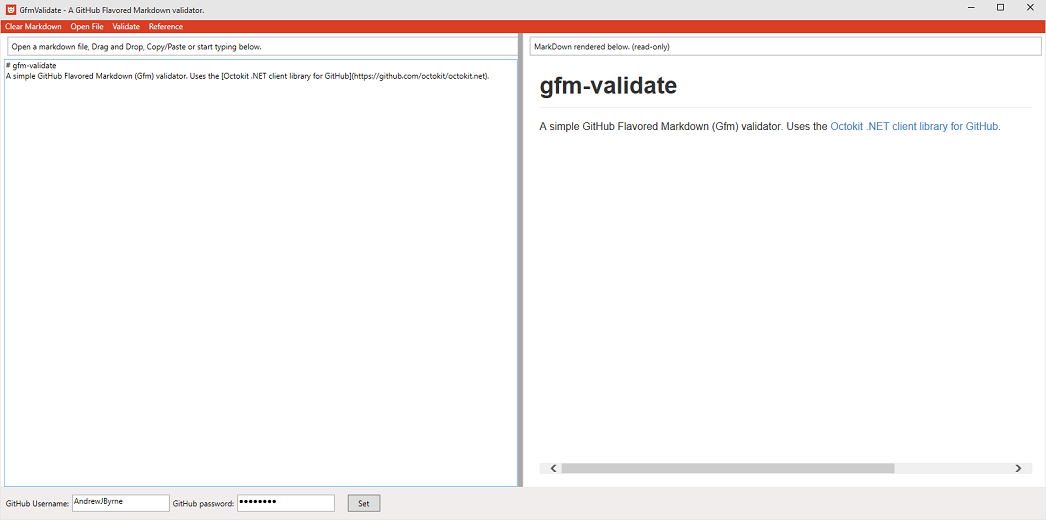 GfmValidate - A GitHub Flavored Markdown validator.
Clear Markdown Open File Validate Reference
Open a markdown file, Drag and Drop, Copy/Paste or start typing below.
# gfm-validate
A simple GitHub Flavored Markdown (Gfm) validator. Uses the [Octokit .NET client library for GitHub](https://github.com/octokit/octokit.net).
MarkDown rendered below. (read-only)
gfm-validate
A simple GitHub Flavored Markdown (Gfm) validator. Uses the Octokit .NET client library for GitHub.
GitHub Username: AndrewJByrne GitHub password: ●●●●●●●● Set